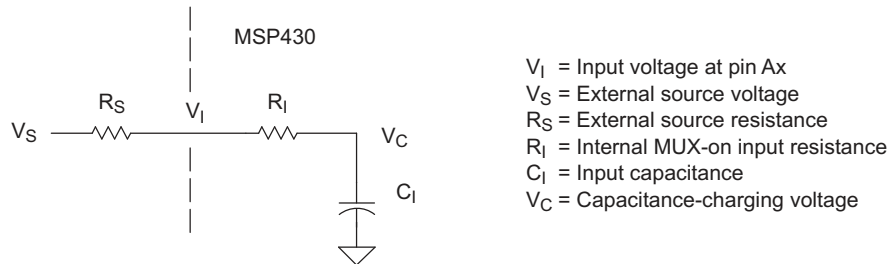 MSP430
R_S
V_I
R_I
V_S
V_C
C_I
V_I = Input voltage at pin Ax
V_S = External source voltage
R_S = External source resistance
R_I = Internal MUX-on input resistance
C_I = Input capacitance
V_C = Capacitance-charging voltage